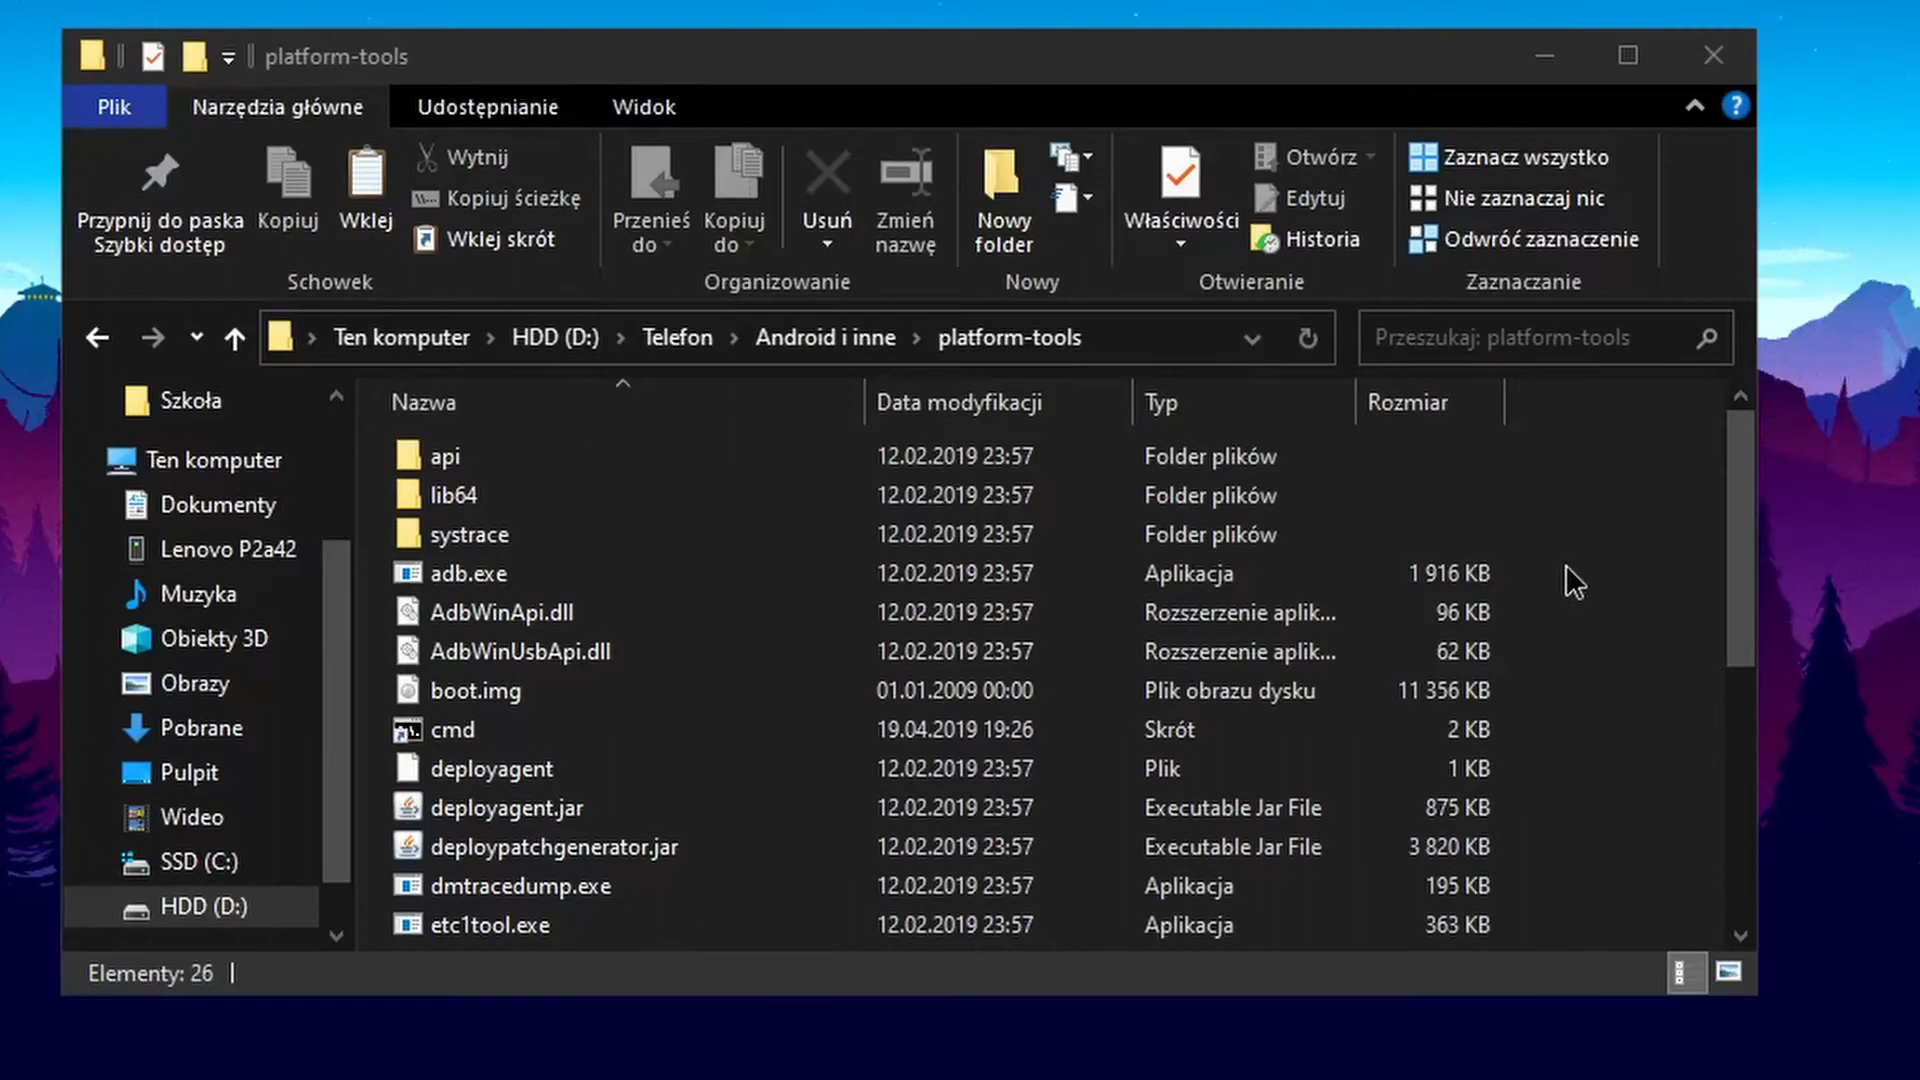 platform-tools
Plik Narzędzia główne Udostępnianie Widok ?
Przypnij do paska Szybki dostęp
Kopiuj
Wklej
Wytnij
Kopiuj ścieżkę
Wklej skrót
Schowek
Przenieś do
Kopiuj do
Usuń
Zmień nazwę
Organizowanie
Nowy folder
Nowy
Właściwości
Otwórz
Edytuj
Historia
Otwieranie
Zaznacz wszystko
Nie zaznaczaj nic
Odwróć zaznaczenie
Zaznaczanie
Ten komputer HDD (D:) Telefon Android i inne platform-tools
Przeszukaj: platform-tools
Szkoła
Ten komputer
Dokumenty
Lenovo P2a42
Muzyka
Obiekty 3D
Obrazy
Pobrane
Pulpit
Wideo
SSD (C:)
HDD (D:)
Nazwa Data modyfikacji Typ Rozmiar
api 12.02.2019 23:57 Folder plików
lib64 12.02.2019 23:57 Folder plików
systrace 12.02.2019 23:57 Folder plików
adb.exe 12.02.2019 23:57 Aplikacja 1 916 KB
AdbWinApi.dll 12.02.2019 23:57 Rozszerzenie aplik... 96 KB
AdbWinUsbApi.dll 12.02.2019 23:57 Rozszerzenie aplik... 62 KB
boot.img 01.01.2009 00:00 Plik obrazu dysku 11 356 KB
cmd 19.04.2019 19:26 Skrót 2 KB
deployagent 12.02.2019 23:57 Plik 1 KB
deployagent.jar 12.02.2019 23:57 Executable Jar File 875 KB
deploypatchgenerator.jar 12.02.2019 23:57 Executable Jar File 3 820 KB
dmtracedump.exe 12.02.2019 23:57 Aplikacja 195 KB
etc1tool.exe 12.02.2019 23:57 Aplikacja 363 KB
Elementy: 26